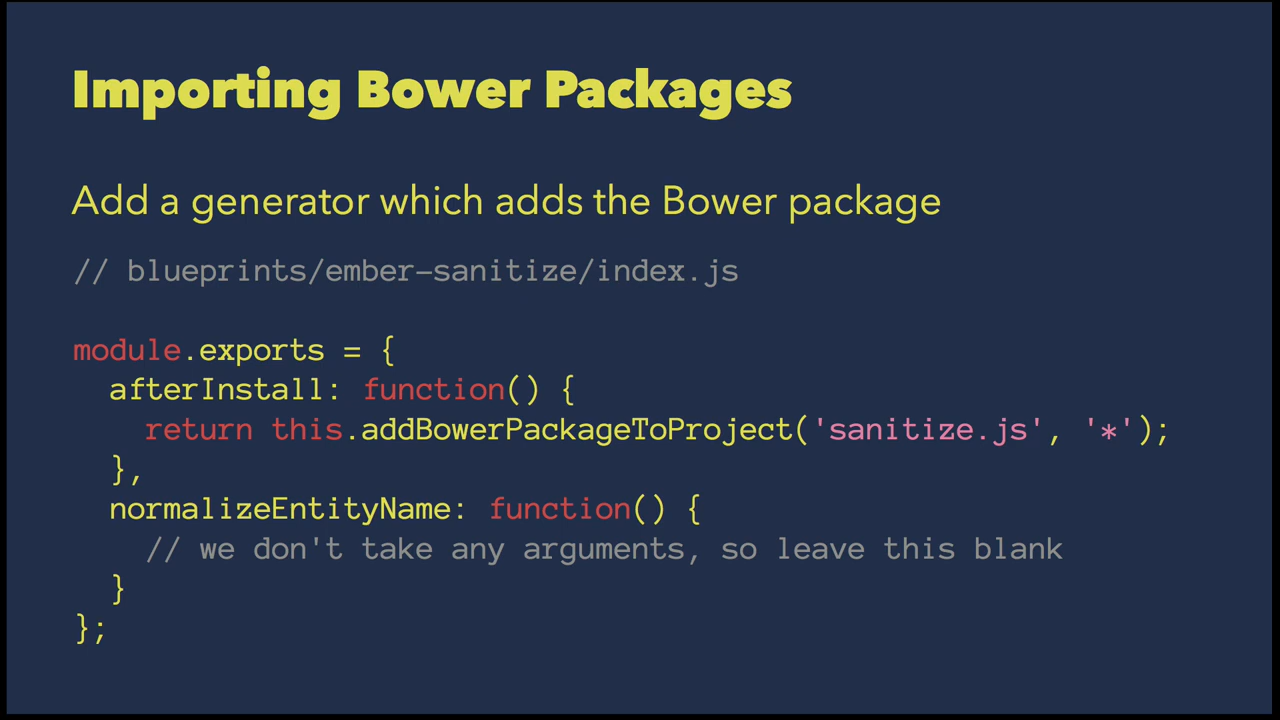 Importing Bower Packages
Add a generator which adds the Bower package
// blueprints/ember-sanitize/index.js
module.exports = {
  afterInstall: function() {
    return this.addBowerPackageToProject('sanitize.js', '*');
  },
  normalizeEntityName: function() {
    // we don't take any arguments, so leave this blank
  }
};